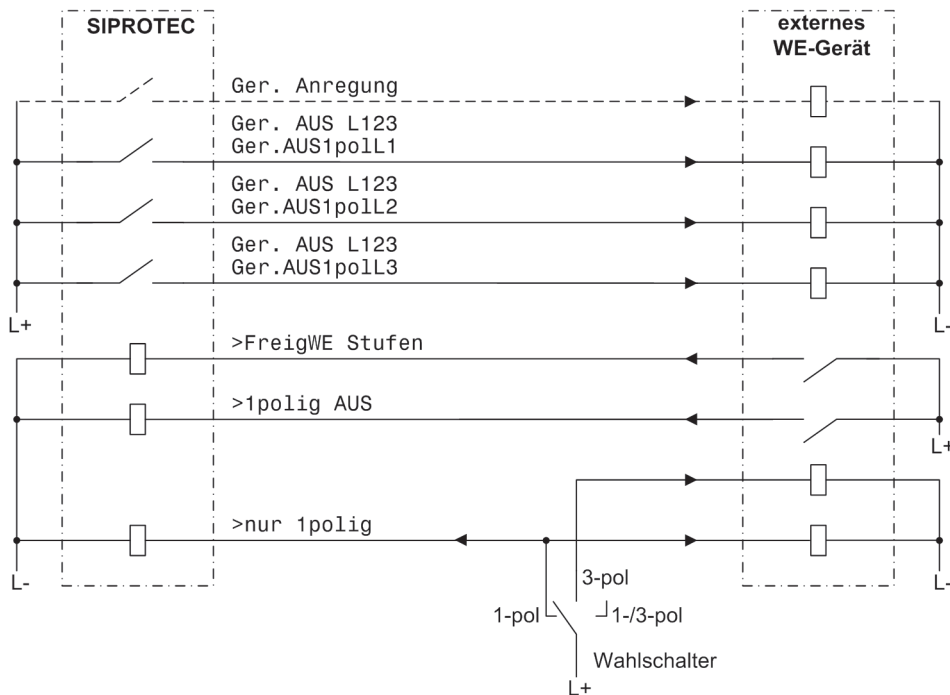 SIPROTEC
externes
WE-Gerät
Ger. Anregung
Ger. AUS L123
Ger.AUS1polL1
Ger. AUS L123
Ger.AUS1polL2
Ger. AUS L123
Ger.AUS1polL3
L+
L-
>FreigWE Stufen
>1polig AUS
L+
>nur 1polig
L-
L-
3-pol
1-pol
1-/3-pol
Wahlschalter
L+